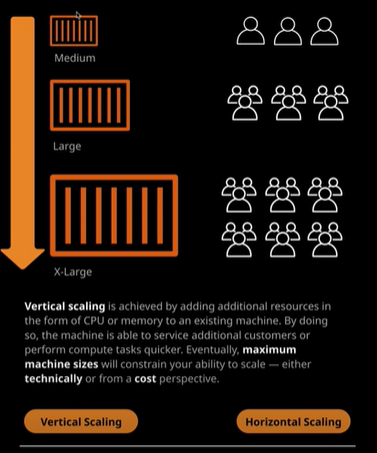 Medium
Large
X-Large
Vertical scaling is achieved by adding additional resources in
the form of CPU or memory to an existing machine. By doing
so, the machine is able to service additional customers or
perform compute tasks quicker. Eventually, maximum
machine sizes will constrain your ability to scale — either
technically or from a cost perspective.
Vertical Scaling
Horizontal Scaling